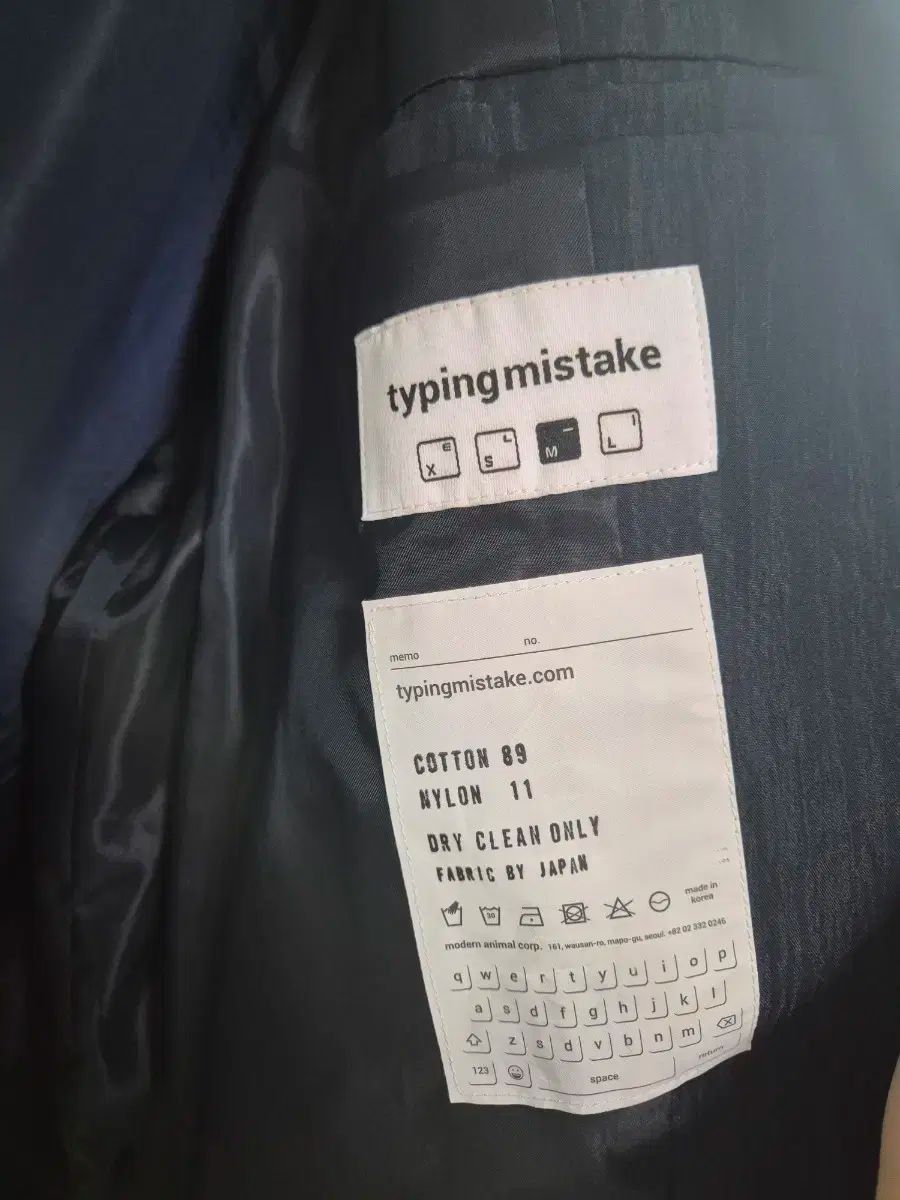 typingmistake
X E S L M – L I
memo no.
typingmistake.com
COTTON 89
NYLON 11
DRY CLEAN ONLY
FABRIC BY JAPAN
30
made in
korea
modern animal corp. 161, wausan-ro, mapo-gu, seoul. +82 02 332 0246
q w e r t y u i o p
a s d f g h j k l
z s d v b n m
123 space return